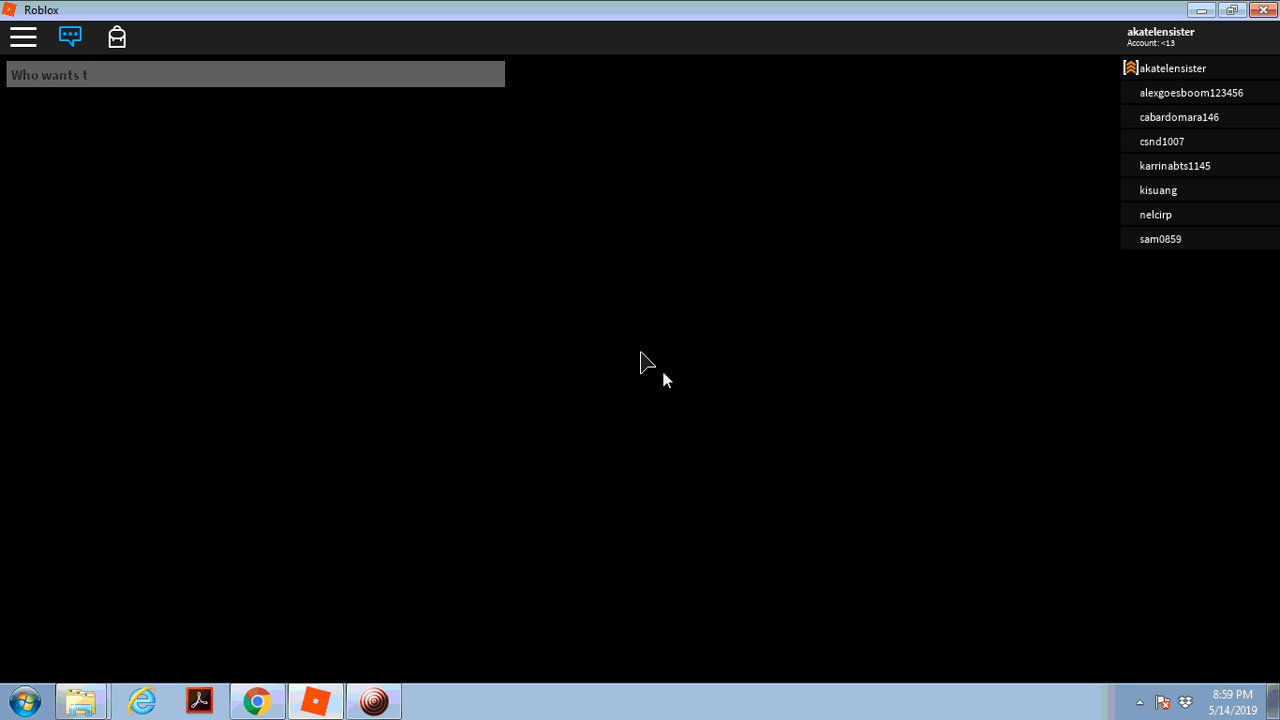 Roblox
akatelensister
Account: <13
Who wants t
akatelensister
alexgoesboom123456
cabardomara146
csnd1007
karrinabts1145
kisuang
nelcirp
sam0859
8:59 PM
5/14/2019